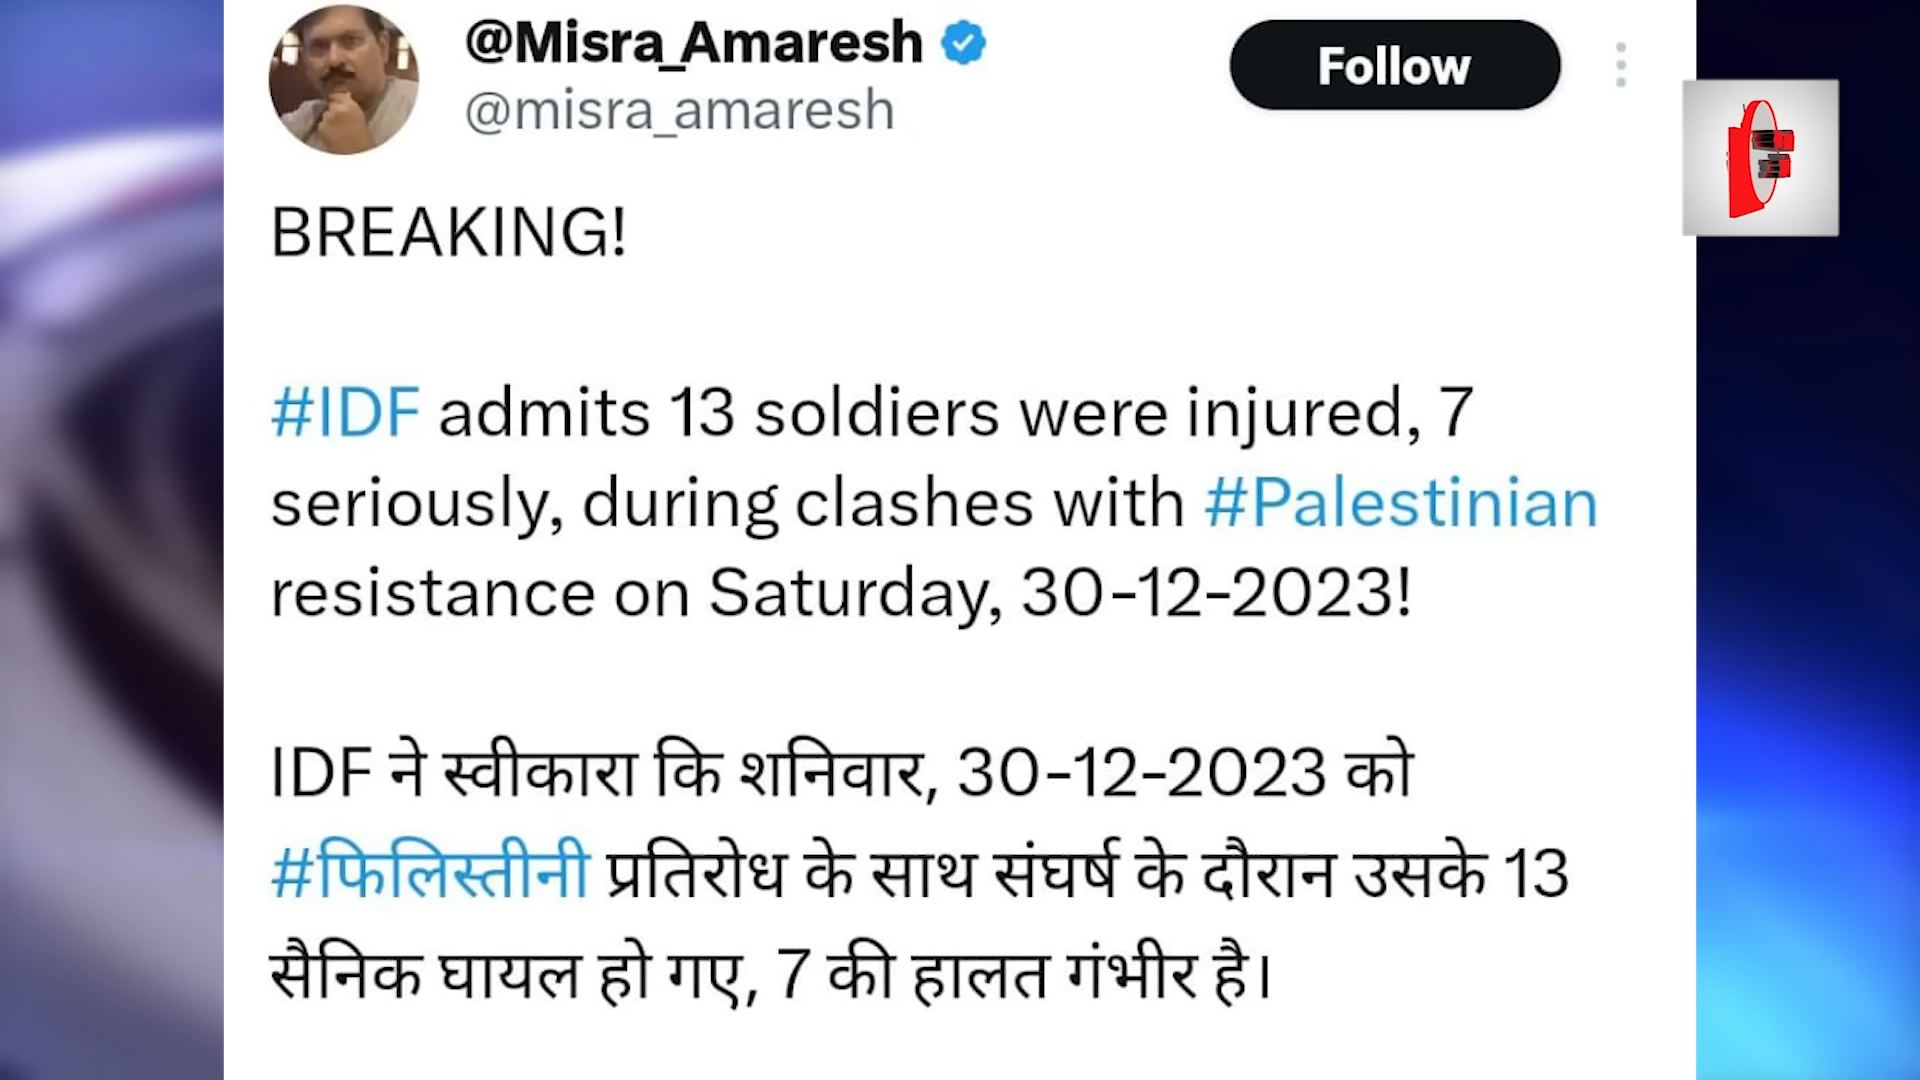 @Misra_Amaresh
@misra_amaresh
Follow
BREAKING!
#IDF admits 13 soldiers were injured, 7
seriously, during clashes with #Palestinian
resistance on Saturday, 30-12-2023!
IDF ने स्वीकारा कि शनिवार, 30-12-2023 को
#फिलिस्तीनी प्रतिरोध के साथ संघर्ष के दौरान उसके 13
सैनिक घायल हो गए, 7 की हालत गंभीर है।